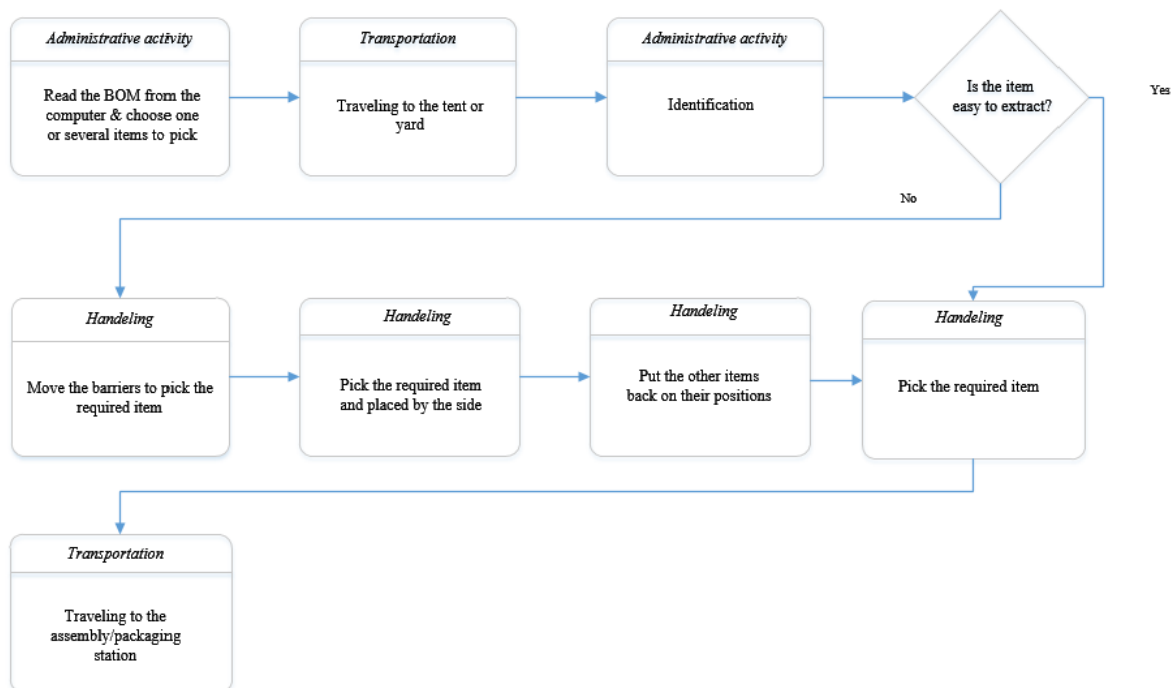 Administrative activity
Read the BOM from the
computer & choose one
or several items to pick
Transportation
Traveling to the tent or
yard
Administrative activity
Identification
Is the item
easy to extract?
Yes
No
Handeling
Move the barriers to pick the
required item
Handeling
Pick the required item
and placed by the side
Handeling
Put the other items
back on their positions
Handeling
Pick the required item
Transportation
Traveling to the
assembly/packaging
station